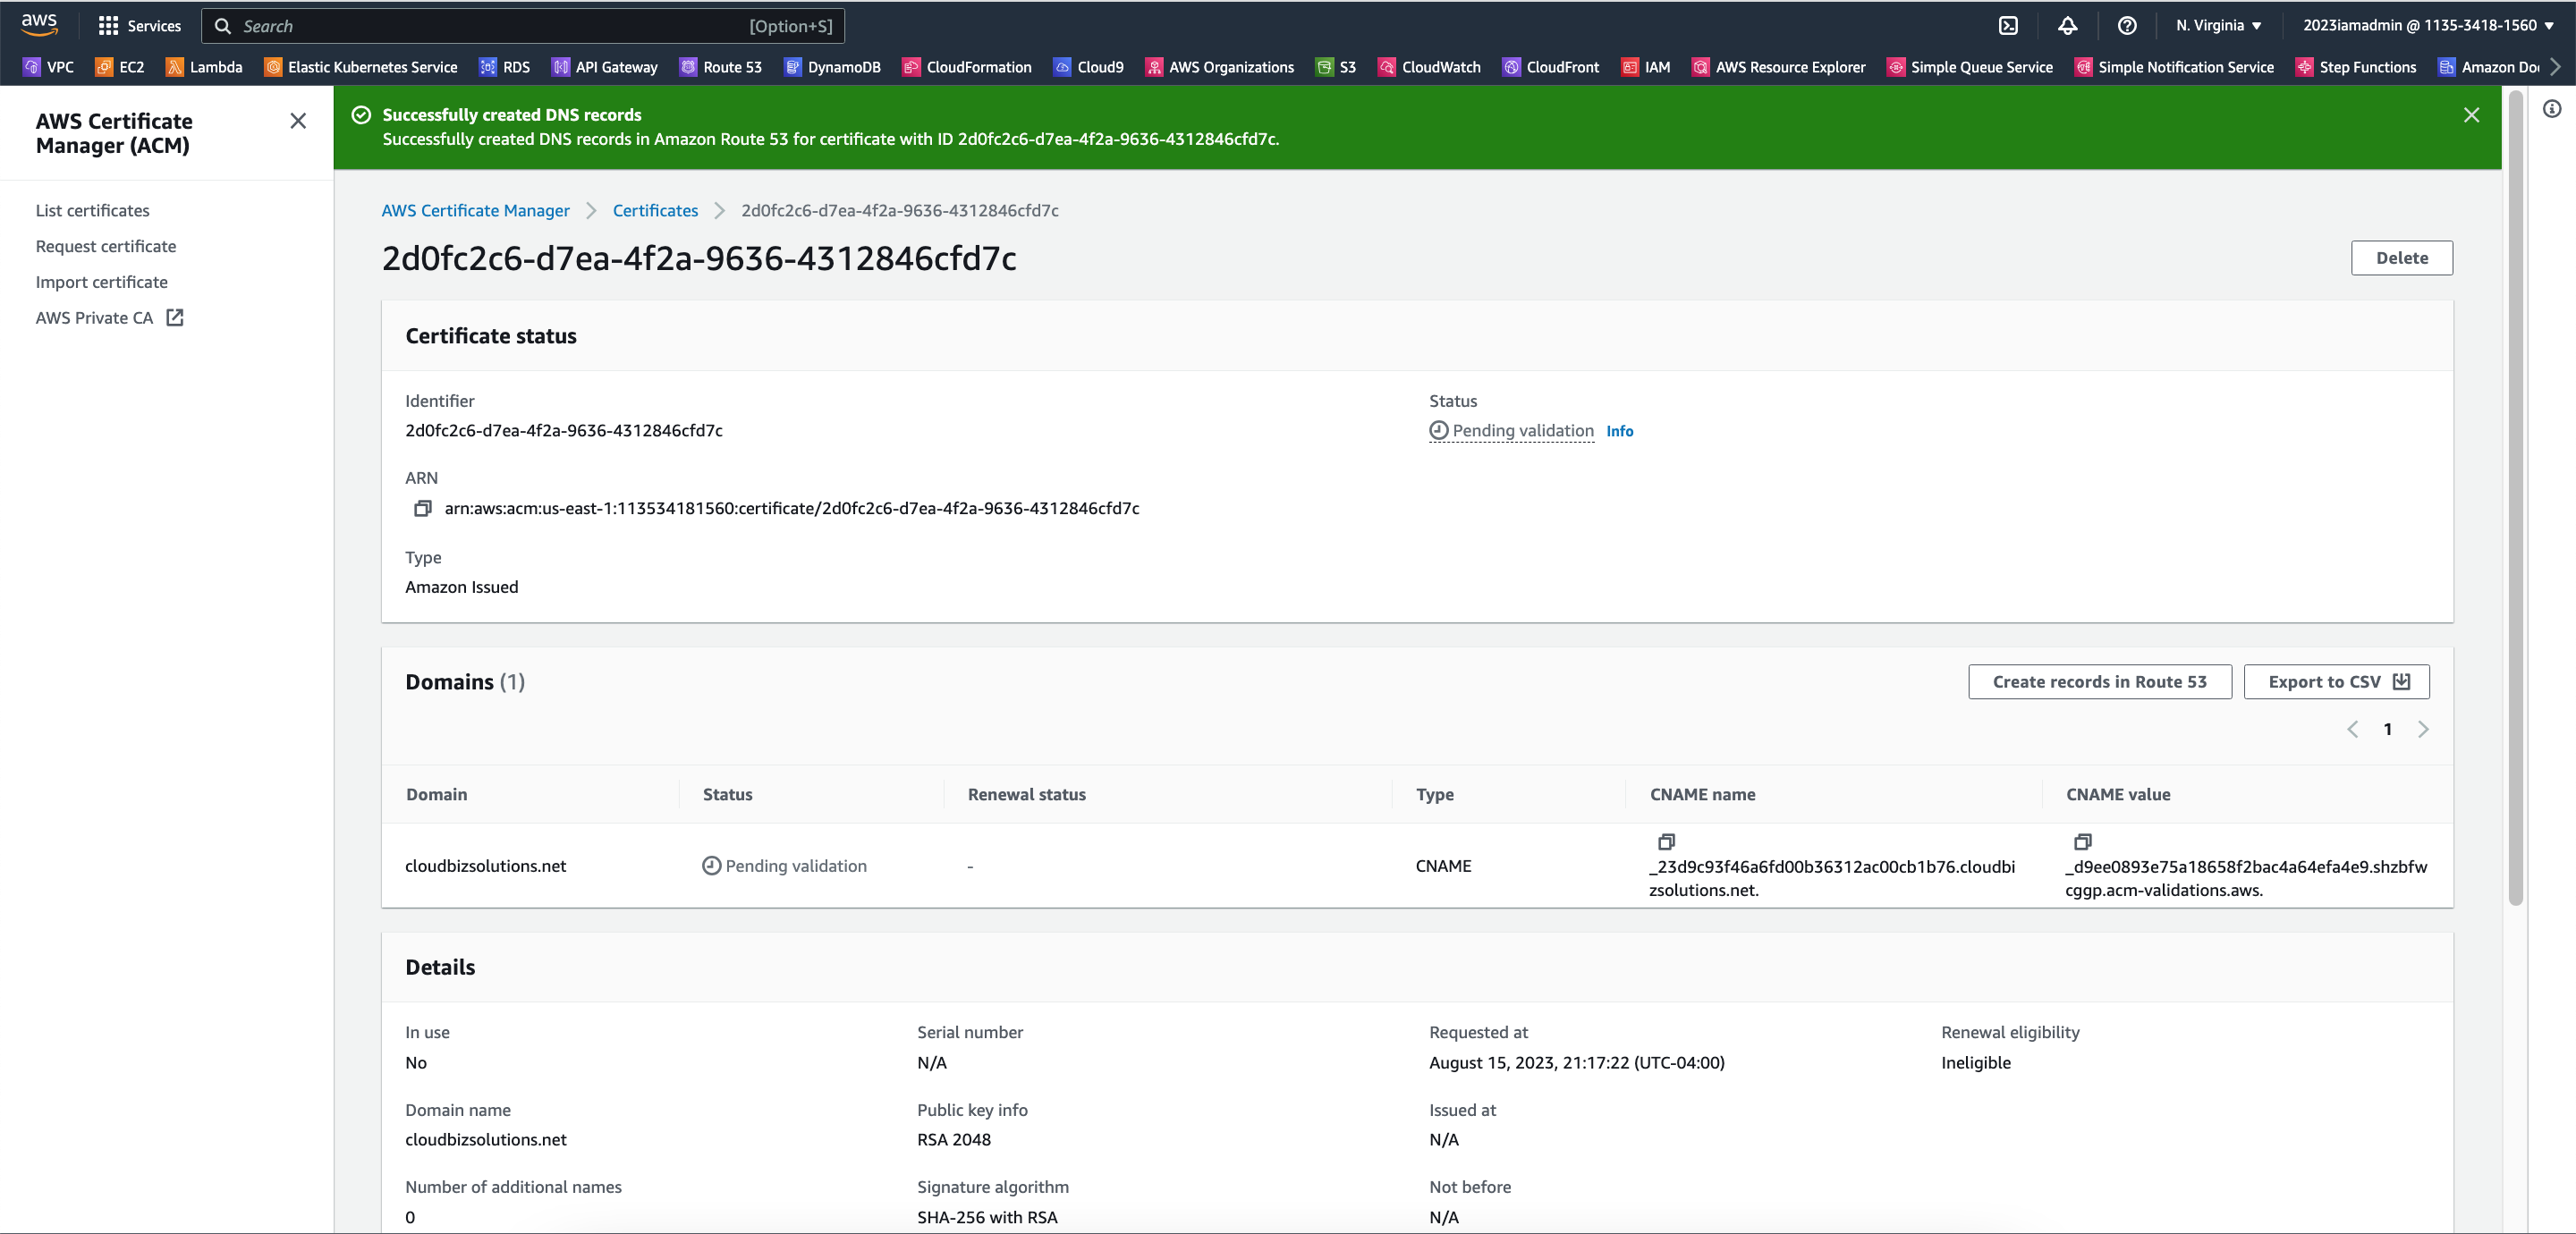 aws
Services
Search
[Option+S]
N. Virginia
2023iamadmin @ 1135-3418-1560
VPC
EC2
Lambda
Elastic Kubernetes Service
RDS
API Gateway
Route 53
DynamoDB
CloudFormation
Cloud9
AWS Organizations
S3
CloudWatch
CloudFront
IAM
AWS Resource Explorer
Simple Queue Service
Simple Notification Service
Step Functions
Amazon Do
AWS Certificate
Manager (ACM)
List certificates
Request certificate
Import certificate
AWS Private CA
Successfully created DNS records
Successfully created DNS records in Amazon Route 53 for certificate with ID 2d0fc2c6-d7ea-4f2a-9636-4312846cfd7c.
AWS Certificate Manager
Certificates
2d0fc2c6-d7ea-4f2a-9636-4312846cfd7c
2d0fc2c6-d7ea-4f2a-9636-4312846cfd7c
Delete
Certificate status
Identifier
2d0fc2c6-d7ea-4f2a-9636-4312846cfd7c
Status
Pending validation
Info
ARN
arn:aws:acm:us-east-1:113534181560:certificate/2d0fc2c6-d7ea-4f2a-9636-4312846cfd7c
Type
Amazon Issued
Domains (1)
Create records in Route 53
Export to CSV
1
Domain
Status
Renewal status
Type
CNAME name
CNAME value
cloudbizsolutions.net
Pending validation
-
CNAME
_23d9c93f46a6fd00b36312ac00cb1b76.cloudbi
zsolutions.net.
_d9ee0893e75a18658f2bac4a64efa4e9.shzbfw
cggp.acm-validations.aws.
Details
In use
No
Serial number
N/A
Requested at
August 15, 2023, 21:17:22 (UTC-04:00)
Renewal eligibility
Ineligible
Domain name
cloudbizsolutions.net
Public key info
RSA 2048
Issued at
N/A
Number of additional names
0
Signature algorithm
SHA-256 with RSA
Not before
N/A